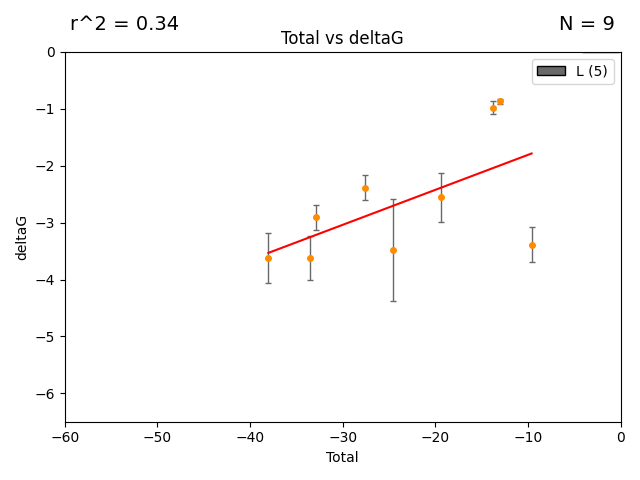 r^2 = 0.34
N = 9
Total vs deltaG
L (5)
deltaG
0
−1
−2
−3
−4
−5
−6
−60
−50
−40
−30
−20
−10
0
Total